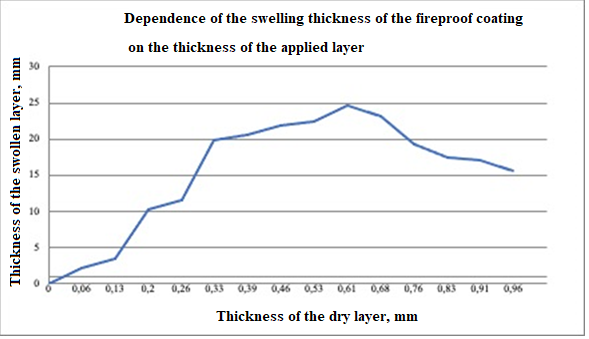 Dependence of the swelling thickness of the fireproof coating
on the thickness of the applied layer
Thickness of the swollen layer, mm
30
25
20
15
10
5
0
0 0,06 0,13 0,2 0,26 0,33 0,39 0,46 0,53 0,61 0,68 0,76 0,83 0,91 0,96
Thickness of the dry layer, mm